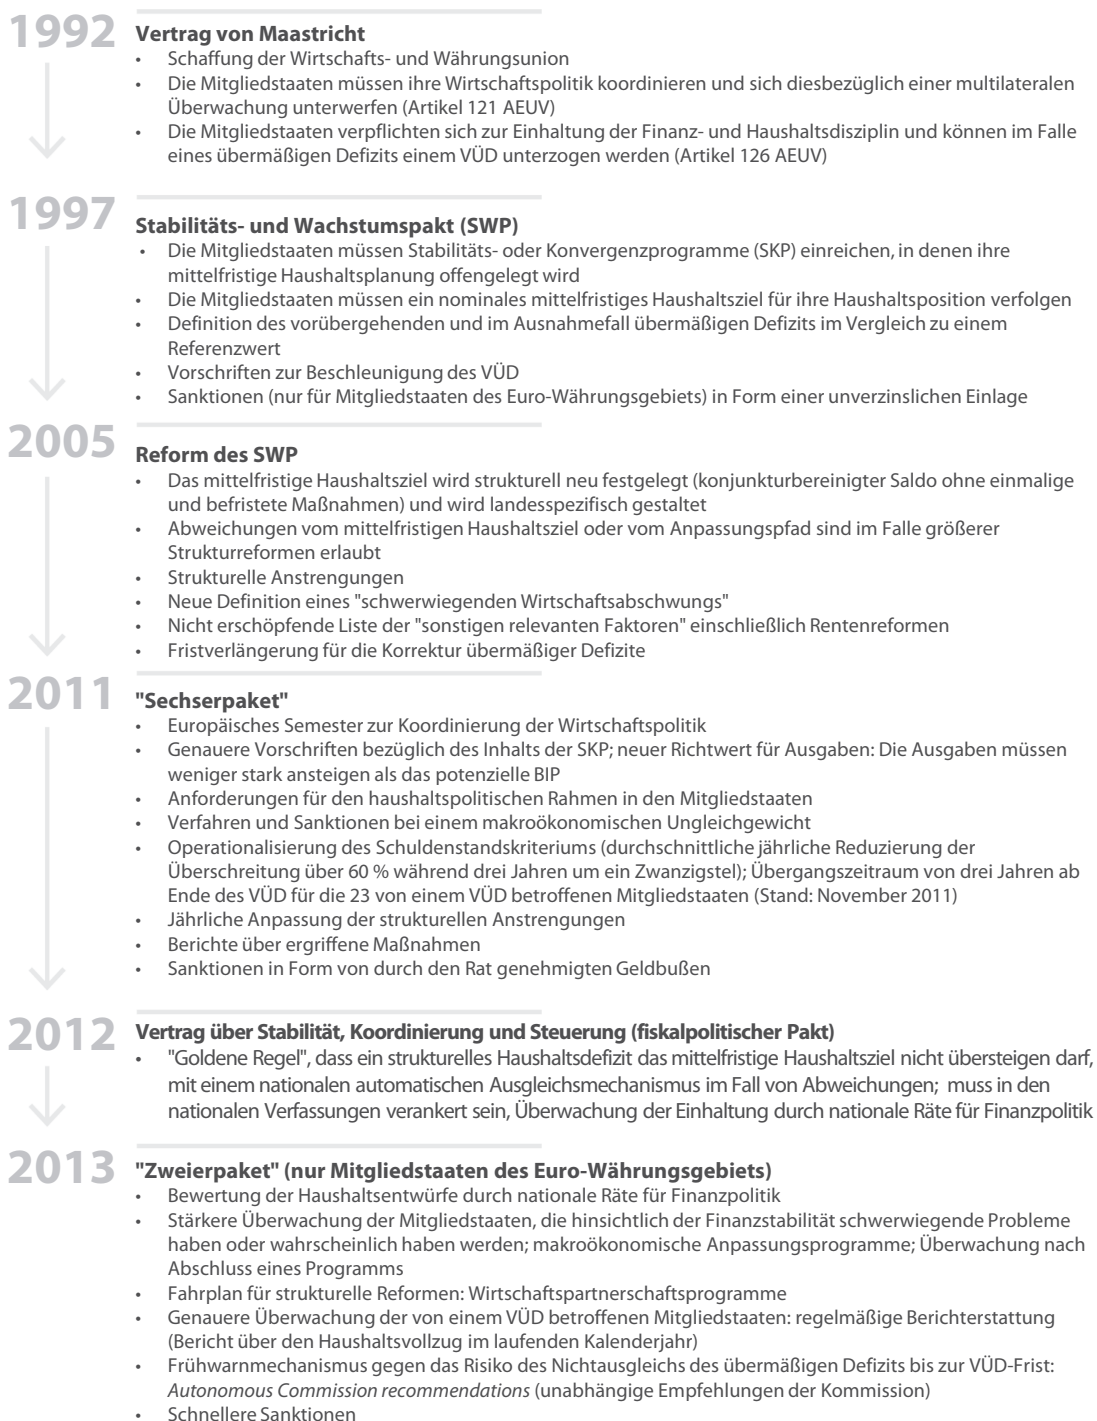 1992
Vertrag von Maastricht
• Schaffung der Wirtschafts- und Währungsunion
• Die Mitgliedstaaten müssen ihre Wirtschaftspolitik koordinieren und sich diesbezüglich einer multilateralen
Überwachung unterwerfen (Artikel 121 AEUV)
• Die Mitgliedstaaten verpflichten sich zur Einhaltung der Finanz- und Haushaltsdisziplin und können im Falle
eines übermäßigen Defizits einem VÜD unterzogen werden (Artikel 126 AEUV)
1997
Stabilitäts- und Wachstumspakt (SWP)
• Die Mitgliedstaaten müssen Stabilitäts- oder Konvergenzprogramme (SKP) einreichen, in denen ihre
mittelfristige Haushaltsplanung offengelegt wird
• Die Mitgliedstaaten müssen ein nominales mittelfristiges Haushaltsziel für ihre Haushaltsposition verfolgen
• Definition des vorübergehenden und im Ausnahmefall übermäßigen Defizits im Vergleich zu einem
Referenzwert
• Vorschriften zur Beschleunigung des VÜD
• Sanktionen (nur für Mitgliedstaaten des Euro-Währungsgebiets) in Form einer unverzinslichen Einlage
2005
Reform des SWP
• Das mittelfristige Haushaltsziel wird strukturell neu festgelegt (konjunkturbereinigter Saldo ohne einmalige
und befristete Maßnahmen) und wird landesspezifisch gestaltet
• Abweichungen vom mittelfristigen Haushaltsziel oder vom Anpassungspfad sind im Falle größerer
Strukturreformen erlaubt
• Strukturelle Anstrengungen
• Neue Definition eines "schwerwiegenden Wirtschaftsabschwungs"
• Nicht erschöpfende Liste der "sonstigen relevanten Faktoren" einschließlich Rentenreformen
• Fristverlängerung für die Korrektur übermäßiger Defizite
2011
"Sechserpaket"
• Europäisches Semester zur Koordinierung der Wirtschaftspolitik
• Genauere Vorschriften bezüglich des Inhalts der SKP; neuer Richtwert für Ausgaben: Die Ausgaben müssen
weniger stark ansteigen als das potenzielle BIP
• Anforderungen für den haushaltspolitischen Rahmen in den Mitgliedstaaten
• Verfahren und Sanktionen bei einem makroökonomischen Ungleichgewicht
• Operationalisierung des Schuldenstandskriteriums (durchschnittliche jährliche Reduzierung der
Überschreitung über 60 % während drei Jahren um ein Zwanzigstel); Übergangszeitraum von drei Jahren ab
Ende des VÜD für die 23 von einem VÜD betroffenen Mitgliedstaaten (Stand: November 2011)
• Jährliche Anpassung der strukturellen Anstrengungen
• Berichte über ergriffene Maßnahmen
• Sanktionen in Form von durch den Rat genehmigten Geldbußen
2012
Vertrag über Stabilität, Koordinierung und Steuerung (fiskalpolitischer Pakt)
• "Goldene Regel", dass ein strukturelles Haushaltsdefizit das mittelfristige Haushaltsziel nicht übersteigen darf,
mit einem nationalen automatischen Ausgleichsmechanismus im Fall von Abweichungen; muss in den
nationalen Verfassungen verankert sein, Überwachung der Einhaltung durch nationale Räte für Finanzpolitik
2013
"Zweierpaket" (nur Mitgliedstaaten des Euro-Währungsgebiets)
• Bewertung der Haushaltsentwürfe durch nationale Räte für Finanzpolitik
• Stärkere Überwachung der Mitgliedstaaten, die hinsichtlich der Finanzstabilität schwerwiegende Probleme
haben oder wahrscheinlich haben werden; makroökonomische Anpassungsprogramme; Überwachung nach
Abschluss eines Programms
• Fahrplan für strukturelle Reformen: Wirtschaftspartnerschaftsprogramme
• Genauere Überwachung der von einem VÜD betroffenen Mitgliedstaaten: regelmäßige Berichterstattung
(Bericht über den Haushaltsvollzug im laufenden Kalenderjahr)
• Frühwarnmechanismus gegen das Risiko des Nichtausgleichs des übermäßigen Defizits bis zur VÜD-Frist:
Autonomous Commission recommendations (unabhängige Empfehlungen der Kommission)
• Schnellere Sanktionen